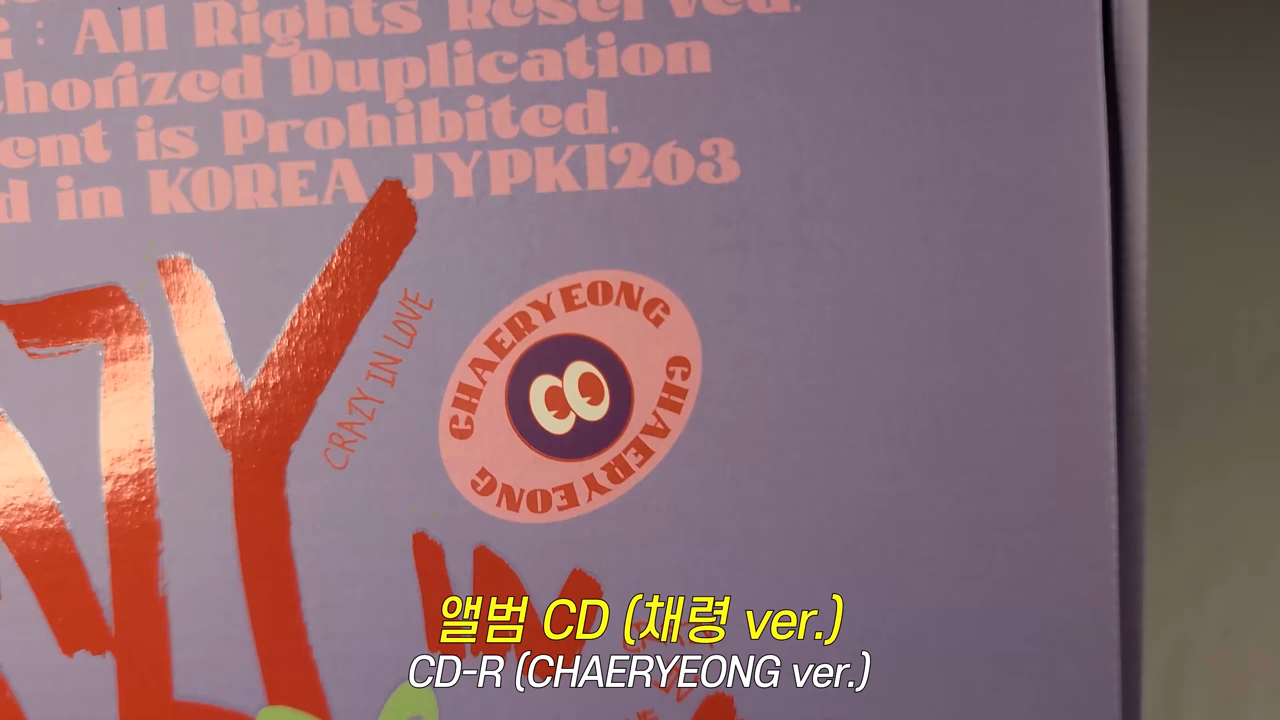 : All Rights Reserved.
horized Duplication
ent is Prohibited.
d in KOREA JYPK1263
CRAZY IN LOVE
CHAERYEONG
CHAERYEONG
IN
앨범 CD (채령 ver.)
CD-R (CHAERYEONG ver.)